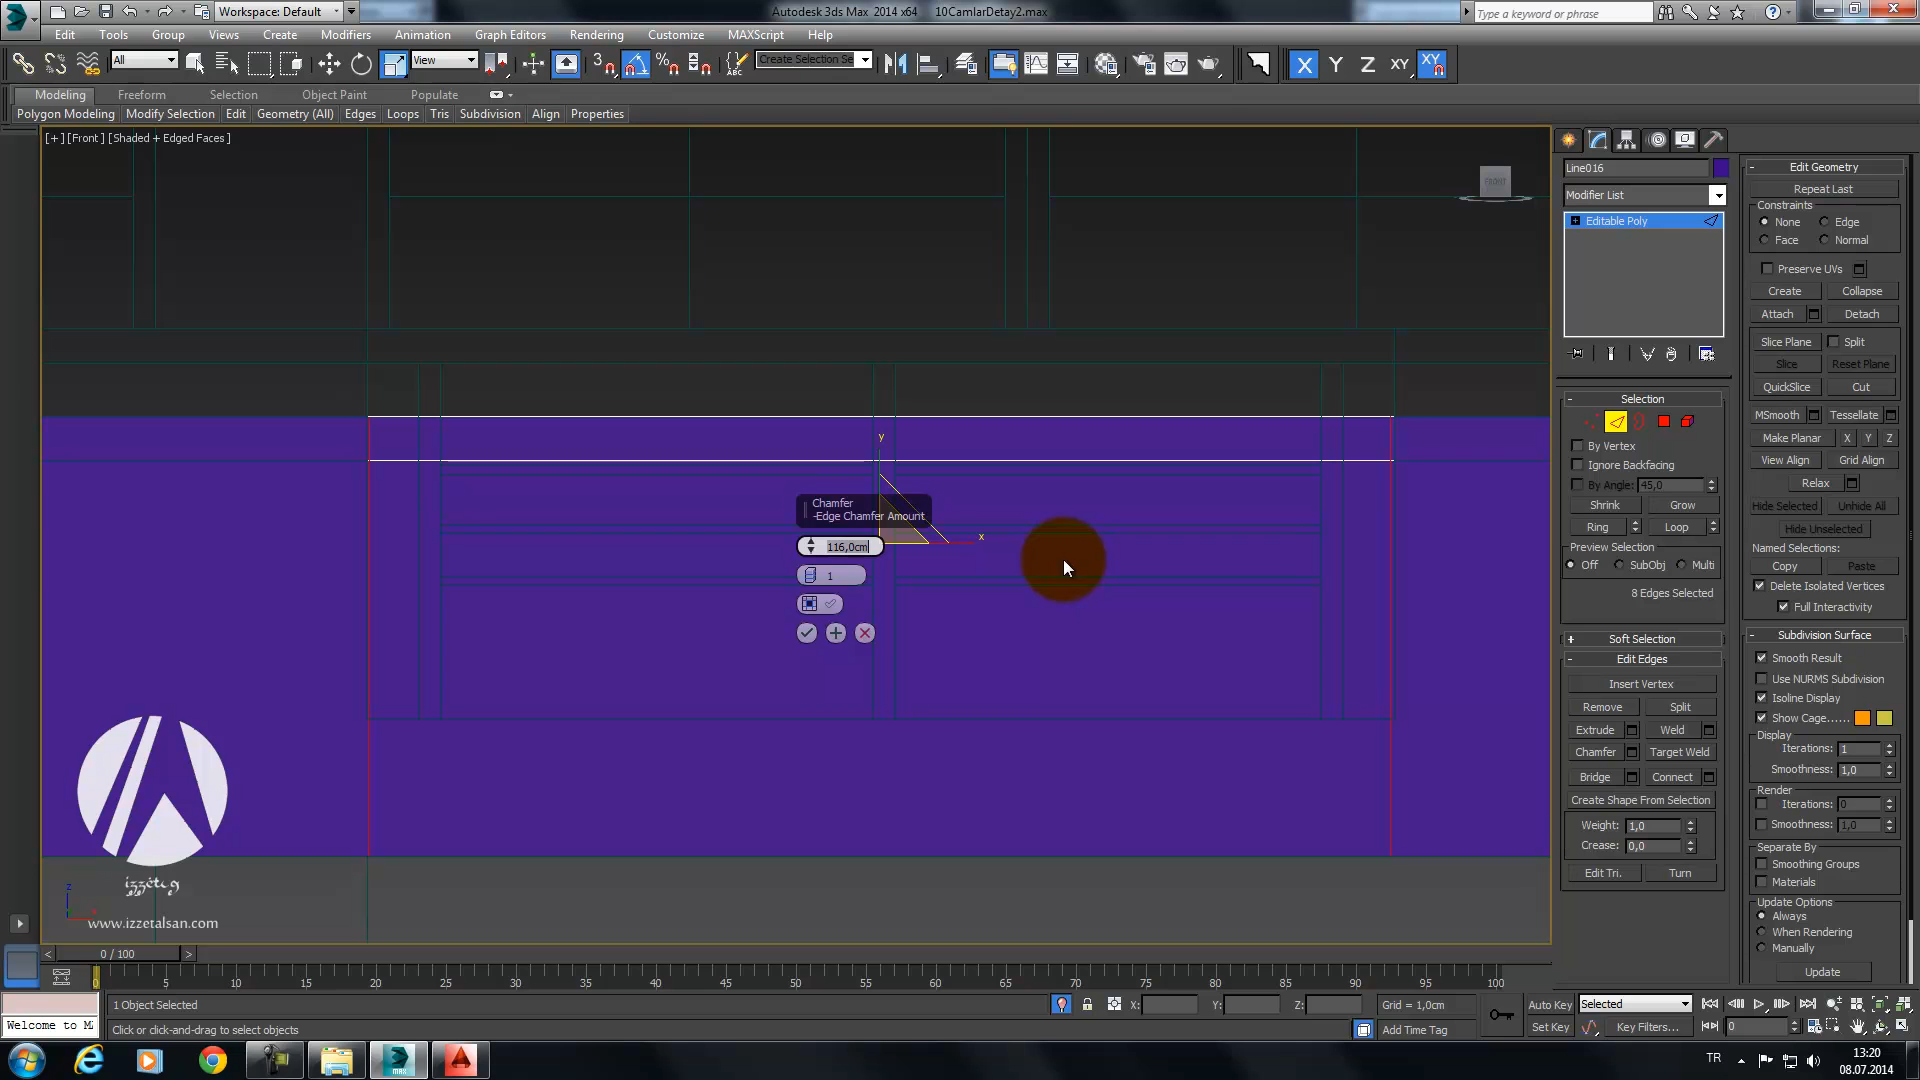 Workspace: Default
Autodesk 3ds Max 2014 x64
10CamlarDetay2.max
Type a keyword or phrase
Edit Tools Group Views Create Modifiers Animation Graph Editors Rendering Customize MAXScript Help
All
View
Create Selection Se
X Y Z XY XY
Modeling Freeform Selection Object Paint Populate
Polygon Modeling Modify Selection Edit Geometry (All) Edges Loops Tris Subdivision Align Properties
[+] [Front] [Shaded + Edged Faces]
FRONT
y
x
Chamfer
-Edge Chamfer Amount
116,0cm
1
www.izzetalsan.com
z
Line016
Modifier List
Editable Poly
Selection
By Vertex
Ignore Backfacing
By Angle: 45,0
Shrink Grow
Ring Loop
Preview Selection
Off SubObj Multi
8 Edges Selected
Soft Selection
Edit Edges
Insert Vertex
Remove Split
Extrude Weld
Chamfer Target Weld
Bridge Connect
Create Shape From Selection
Weight: 1,0
Crease: 0,0
Edit Tri. Turn
Edit Geometry
Repeat Last
Constraints
None Edge
Face Normal
Preserve UVs
Create Collapse
Attach Detach
Slice Plane Split
Slice Reset Plane
QuickSlice Cut
MSmooth Tessellate
Make Planar X Y Z
View Align Grid Align
Relax
Hide Selected Unhide All
Hide Unselected
Named Selections:
Copy Paste
Delete Isolated Vertices
Full Interactivity
Subdivision Surface
Smooth Result
Use NURMS Subdivision
Isoline Display
Show Cage......
Display
Iterations: 1
Smoothness: 1,0
Render
Iterations: 0
Smoothness: 1,0
Separate By
Smoothing Groups
Materials
Update Options
Always
When Rendering
Manually
Update
< 0 / 100 >
0 5 10 15 20 25 30 35 40 45 50 55 60 65 70 75 80 85 90 95 100
1 Object Selected
X: Y: Z: Grid = 1,0cm
Auto Key Selected
Welcome to M
Click or click-and-drag to select objects
Add Time Tag
Set Key Key Filters...
0
TR
13:20
08.07.2014